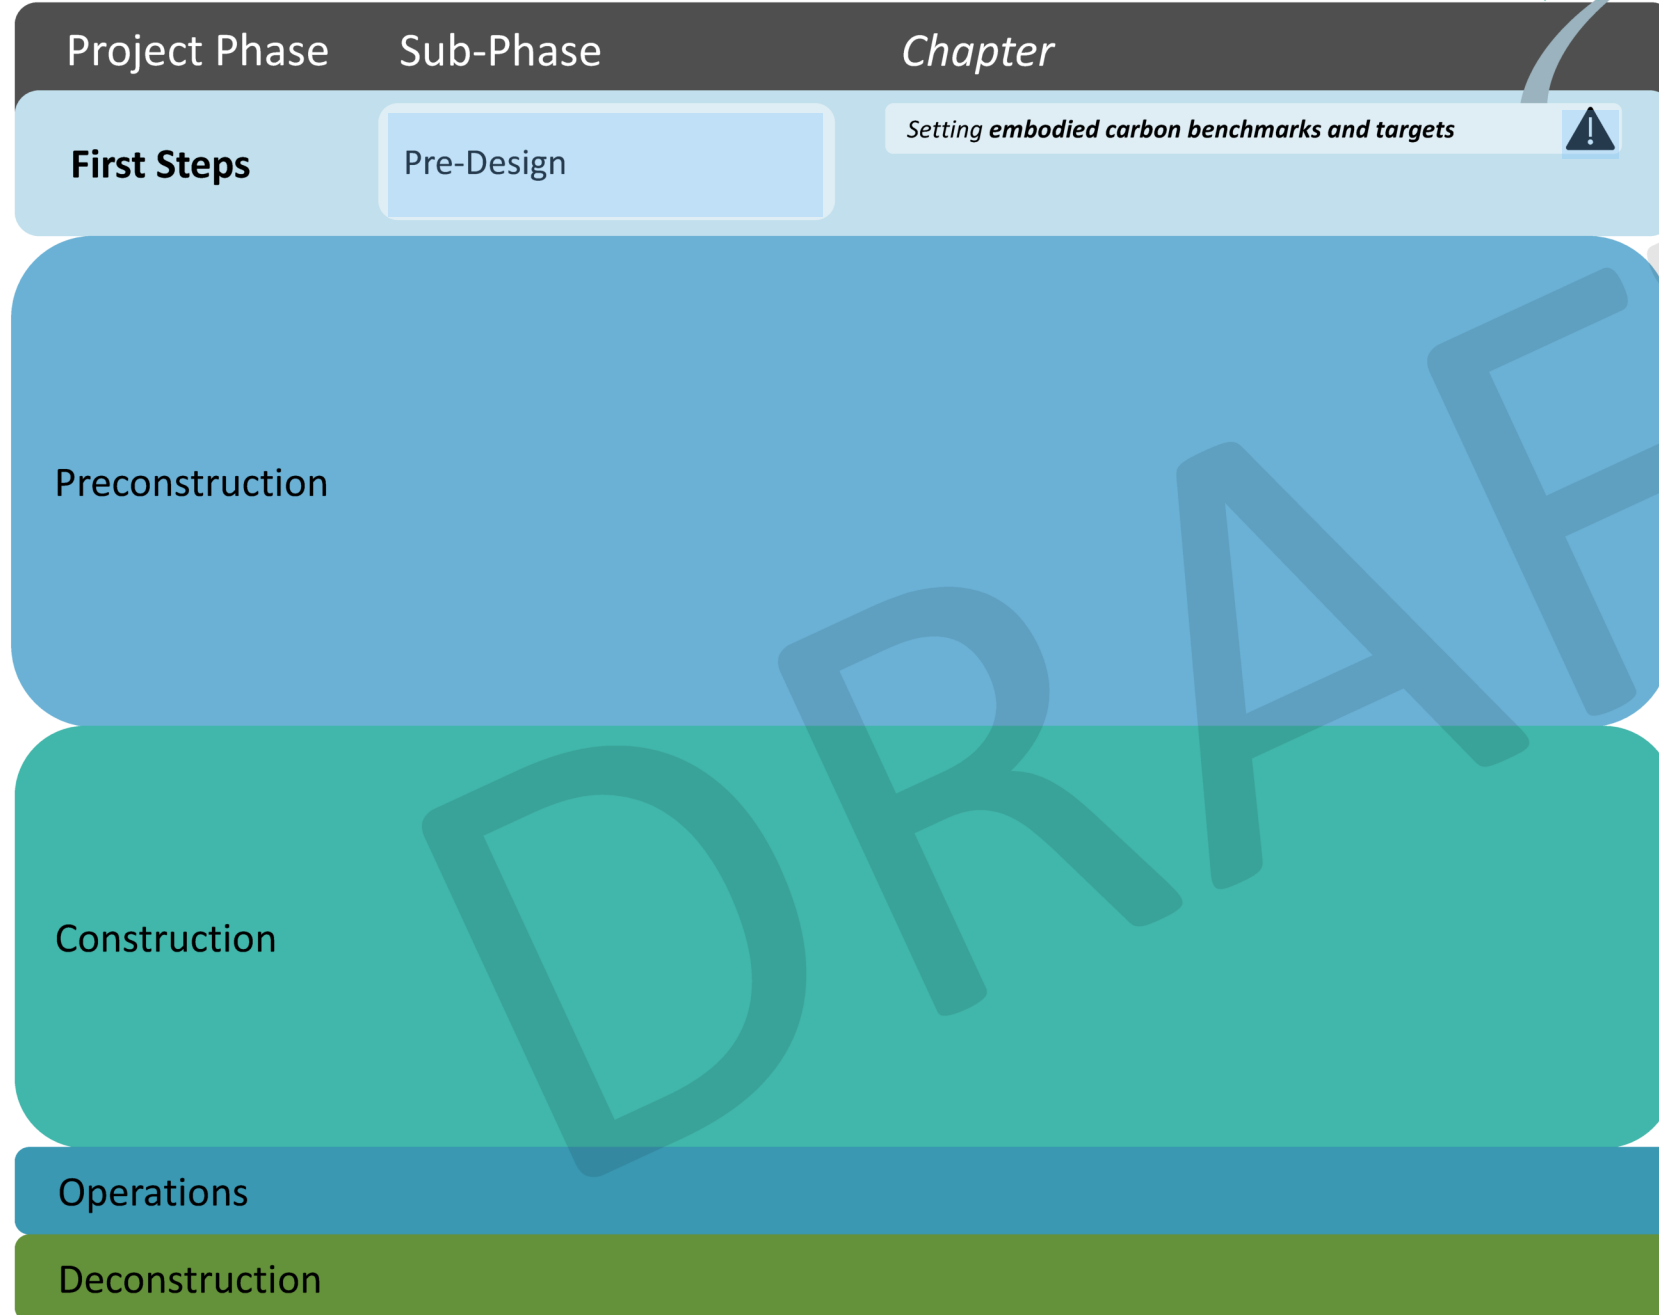 Project Phase Sub-Phase Chapter
First Steps Pre-Design Setting embodied carbon benchmarks and targets
Preconstruction
Construction
Operations
Deconstruction
DRAF